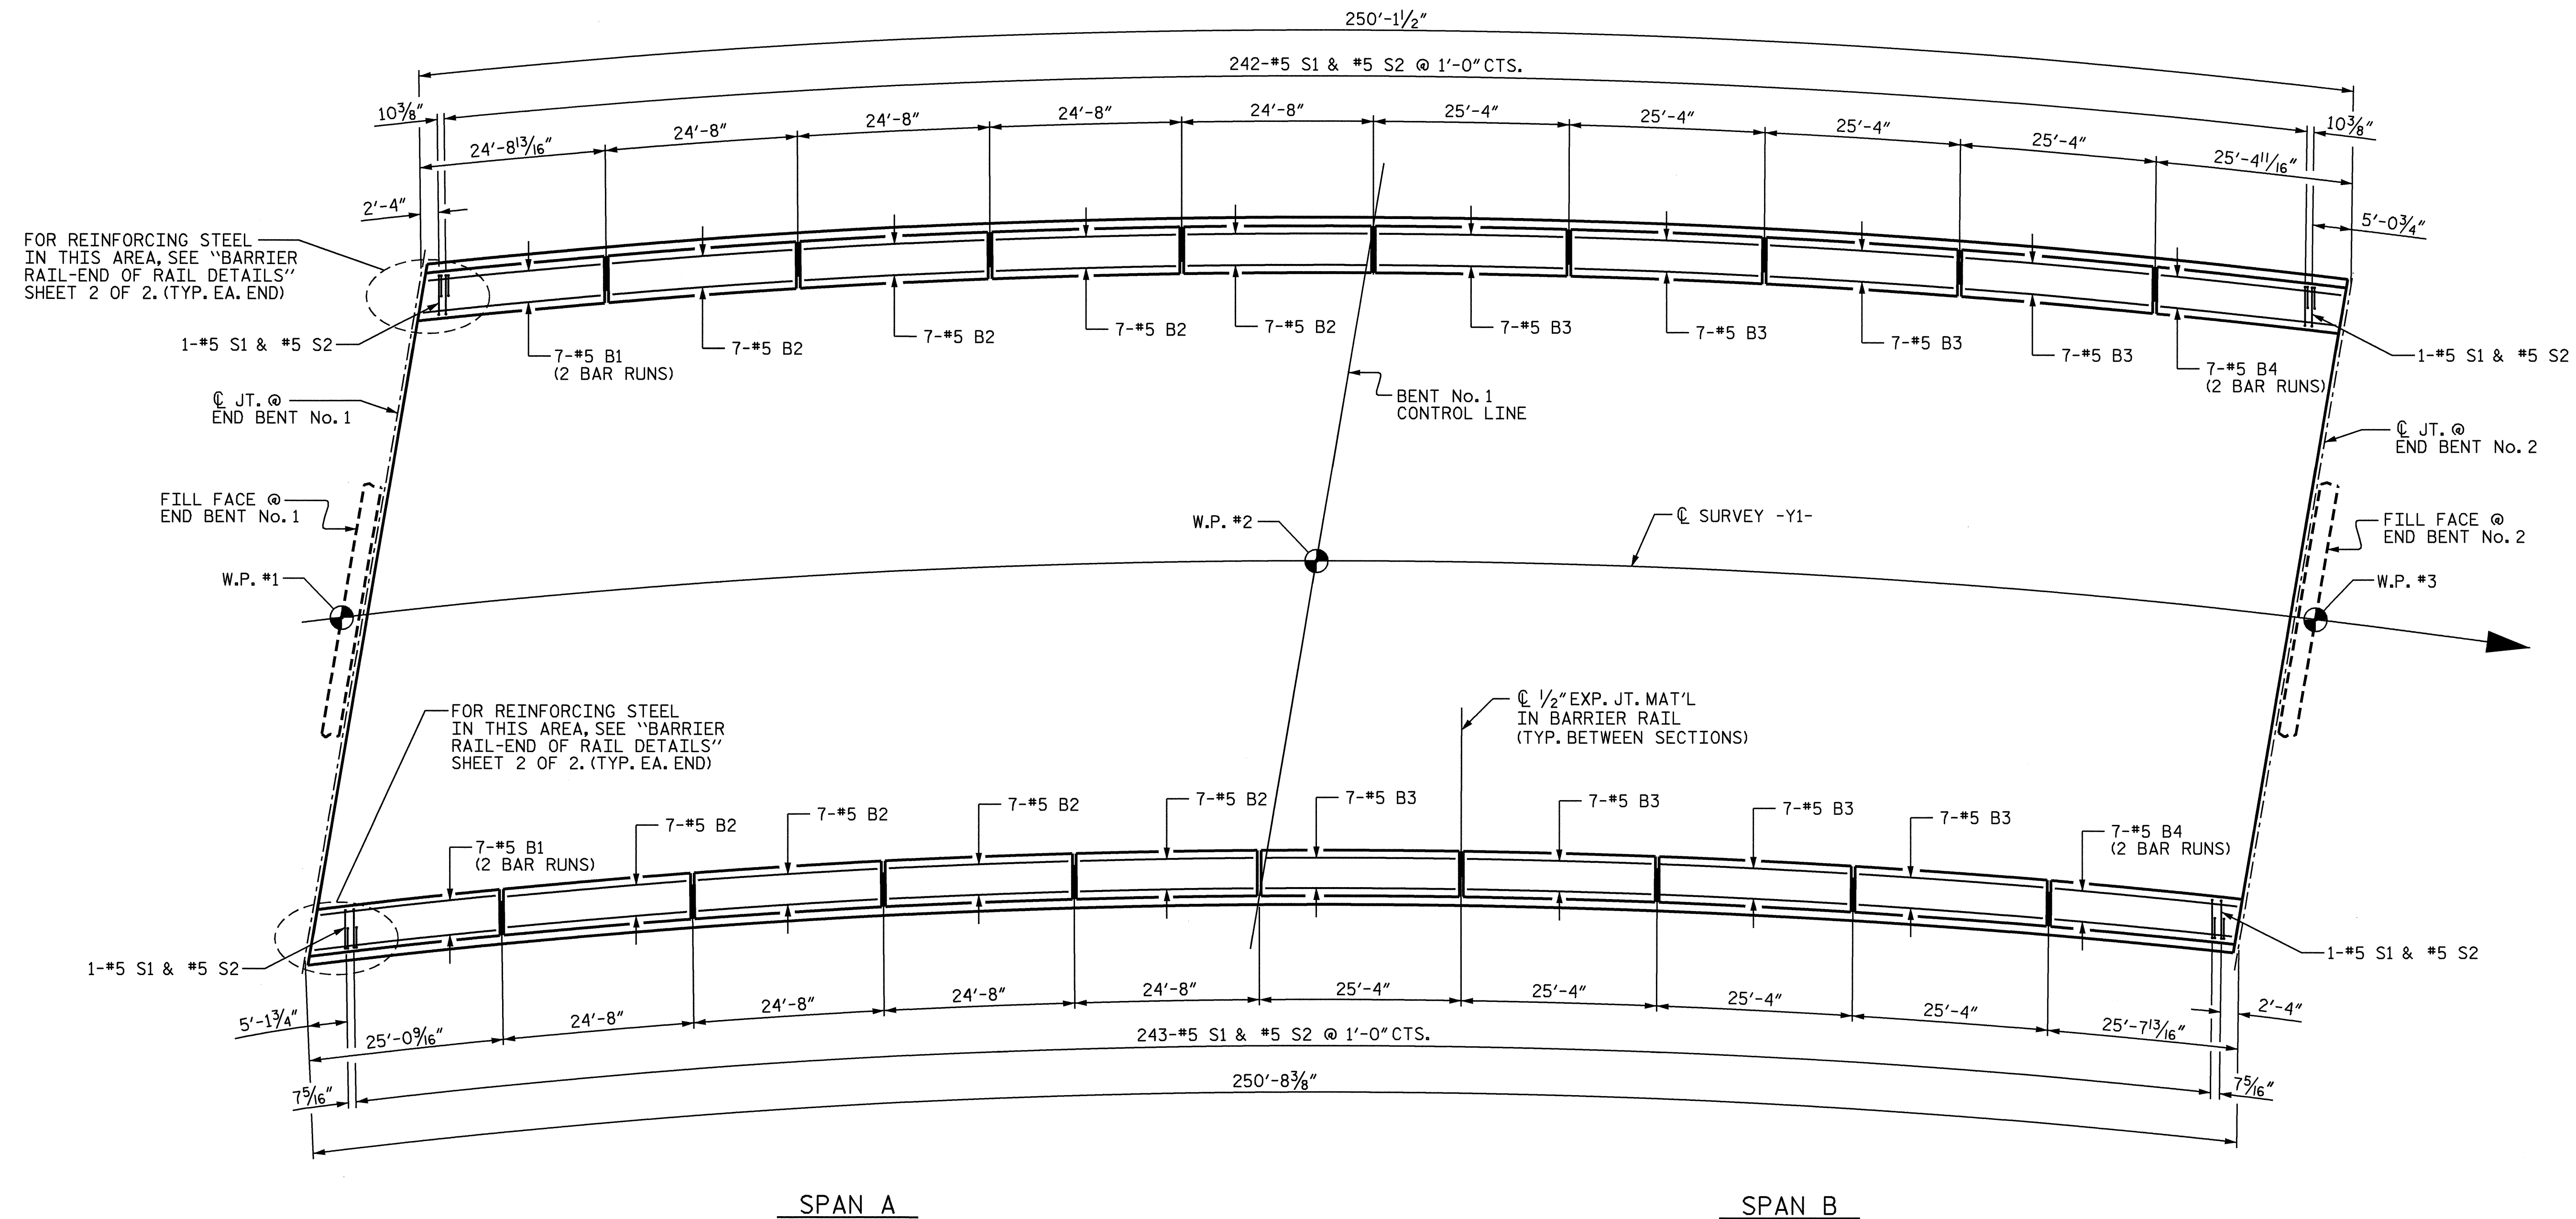 250'-1½"
242-#5 S1 & #5 S2 @ 1'-0" CTS.
10⅜"
24'-8¹³⁄₁₆"
24'-8"
24'-8"
24'-8"
24'-8"
25'-4"
25'-4"
25'-4"
25'-4"
25'-4¹¹⁄₁₆"
10⅜"
2'-4"
5'-0¾"
FOR REINFORCING STEEL
IN THIS AREA, SEE "BARRIER
RAIL-END OF RAIL DETAILS"
SHEET 2 OF 2. (TYP. EA. END)
1-#5 S1 & #5 S2
7-#5 B1
(2 BAR RUNS)
7-#5 B2
7-#5 B2
7-#5 B2
7-#5 B2
7-#5 B3
7-#5 B3
7-#5 B3
7-#5 B3
7-#5 B4
(2 BAR RUNS)
1-#5 S1 & #5 S2
℄ JT. @
END BENT No. 1
BENT No. 1
CONTROL LINE
℄ JT. @
END BENT No. 2
FILL FACE @
END BENT No. 1
W.P. #2
℄ SURVEY -Y1-
FILL FACE @
END BENT No. 2
W.P. #1
W.P. #3
FOR REINFORCING STEEL
IN THIS AREA, SEE "BARRIER
RAIL-END OF RAIL DETAILS"
SHEET 2 OF 2. (TYP. EA. END)
℄ ½" EXP. JT. MAT'L
IN BARRIER RAIL
(TYP. BETWEEN SECTIONS)
7-#5 B1
(2 BAR RUNS)
7-#5 B2
7-#5 B2
7-#5 B2
7-#5 B2
7-#5 B3
7-#5 B3
7-#5 B3
7-#5 B3
7-#5 B4
(2 BAR RUNS)
1-#5 S1 & #5 S2
1-#5 S1 & #5 S2
5'-1¾"
25'-0⁹⁄₁₆"
24'-8"
24'-8"
24'-8"
24'-8"
25'-4"
25'-4"
25'-4"
25'-4"
25'-7¹³⁄₁₆"
2'-4"
243-#5 S1 & #5 S2 @ 1'-0" CTS.
7⁵⁄₁₆"
250'-8⅜"
7⁵⁄₁₆"
SPAN A
SPAN B